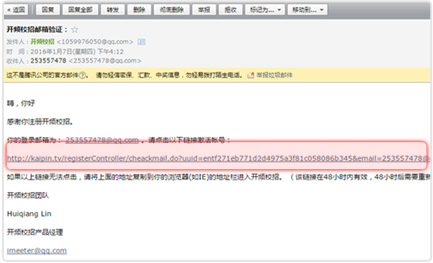 返回 回复 回复全部 转发 删除 彻底删除 举报 拒收 标记为... 移动到...
开频校招邮箱验证：
发件人：开频校招 <1059976050@qq.com>
时 间：2016年1月7日(星期四) 下午4:12
收件人：253557478 <253557478@qq.com>
这不是腾讯公司的官方邮件。 请勿轻信密保、汇款、中奖信息，勿轻易拨打陌生电话。 举报垃圾邮件
嗨，你好
感谢你注册开频校招。
你的登录邮箱为： 253557478@qq.com 。请点击以下链接激活帐号：
http://kaipin.tv/registerController/cheackmail.do?uuid=entf271eb771d2d4975a3f81c058086b345&email=253557478@
如果以上链接无法点击，请将上面的地址复制到你的浏览器(如IE)的地址栏进入开频校招。 （该链接在48小时内有效，48小时后需要重新
开频校招团队
Huiqiang Lin
开频校招产品经理
imeeter@qq.com